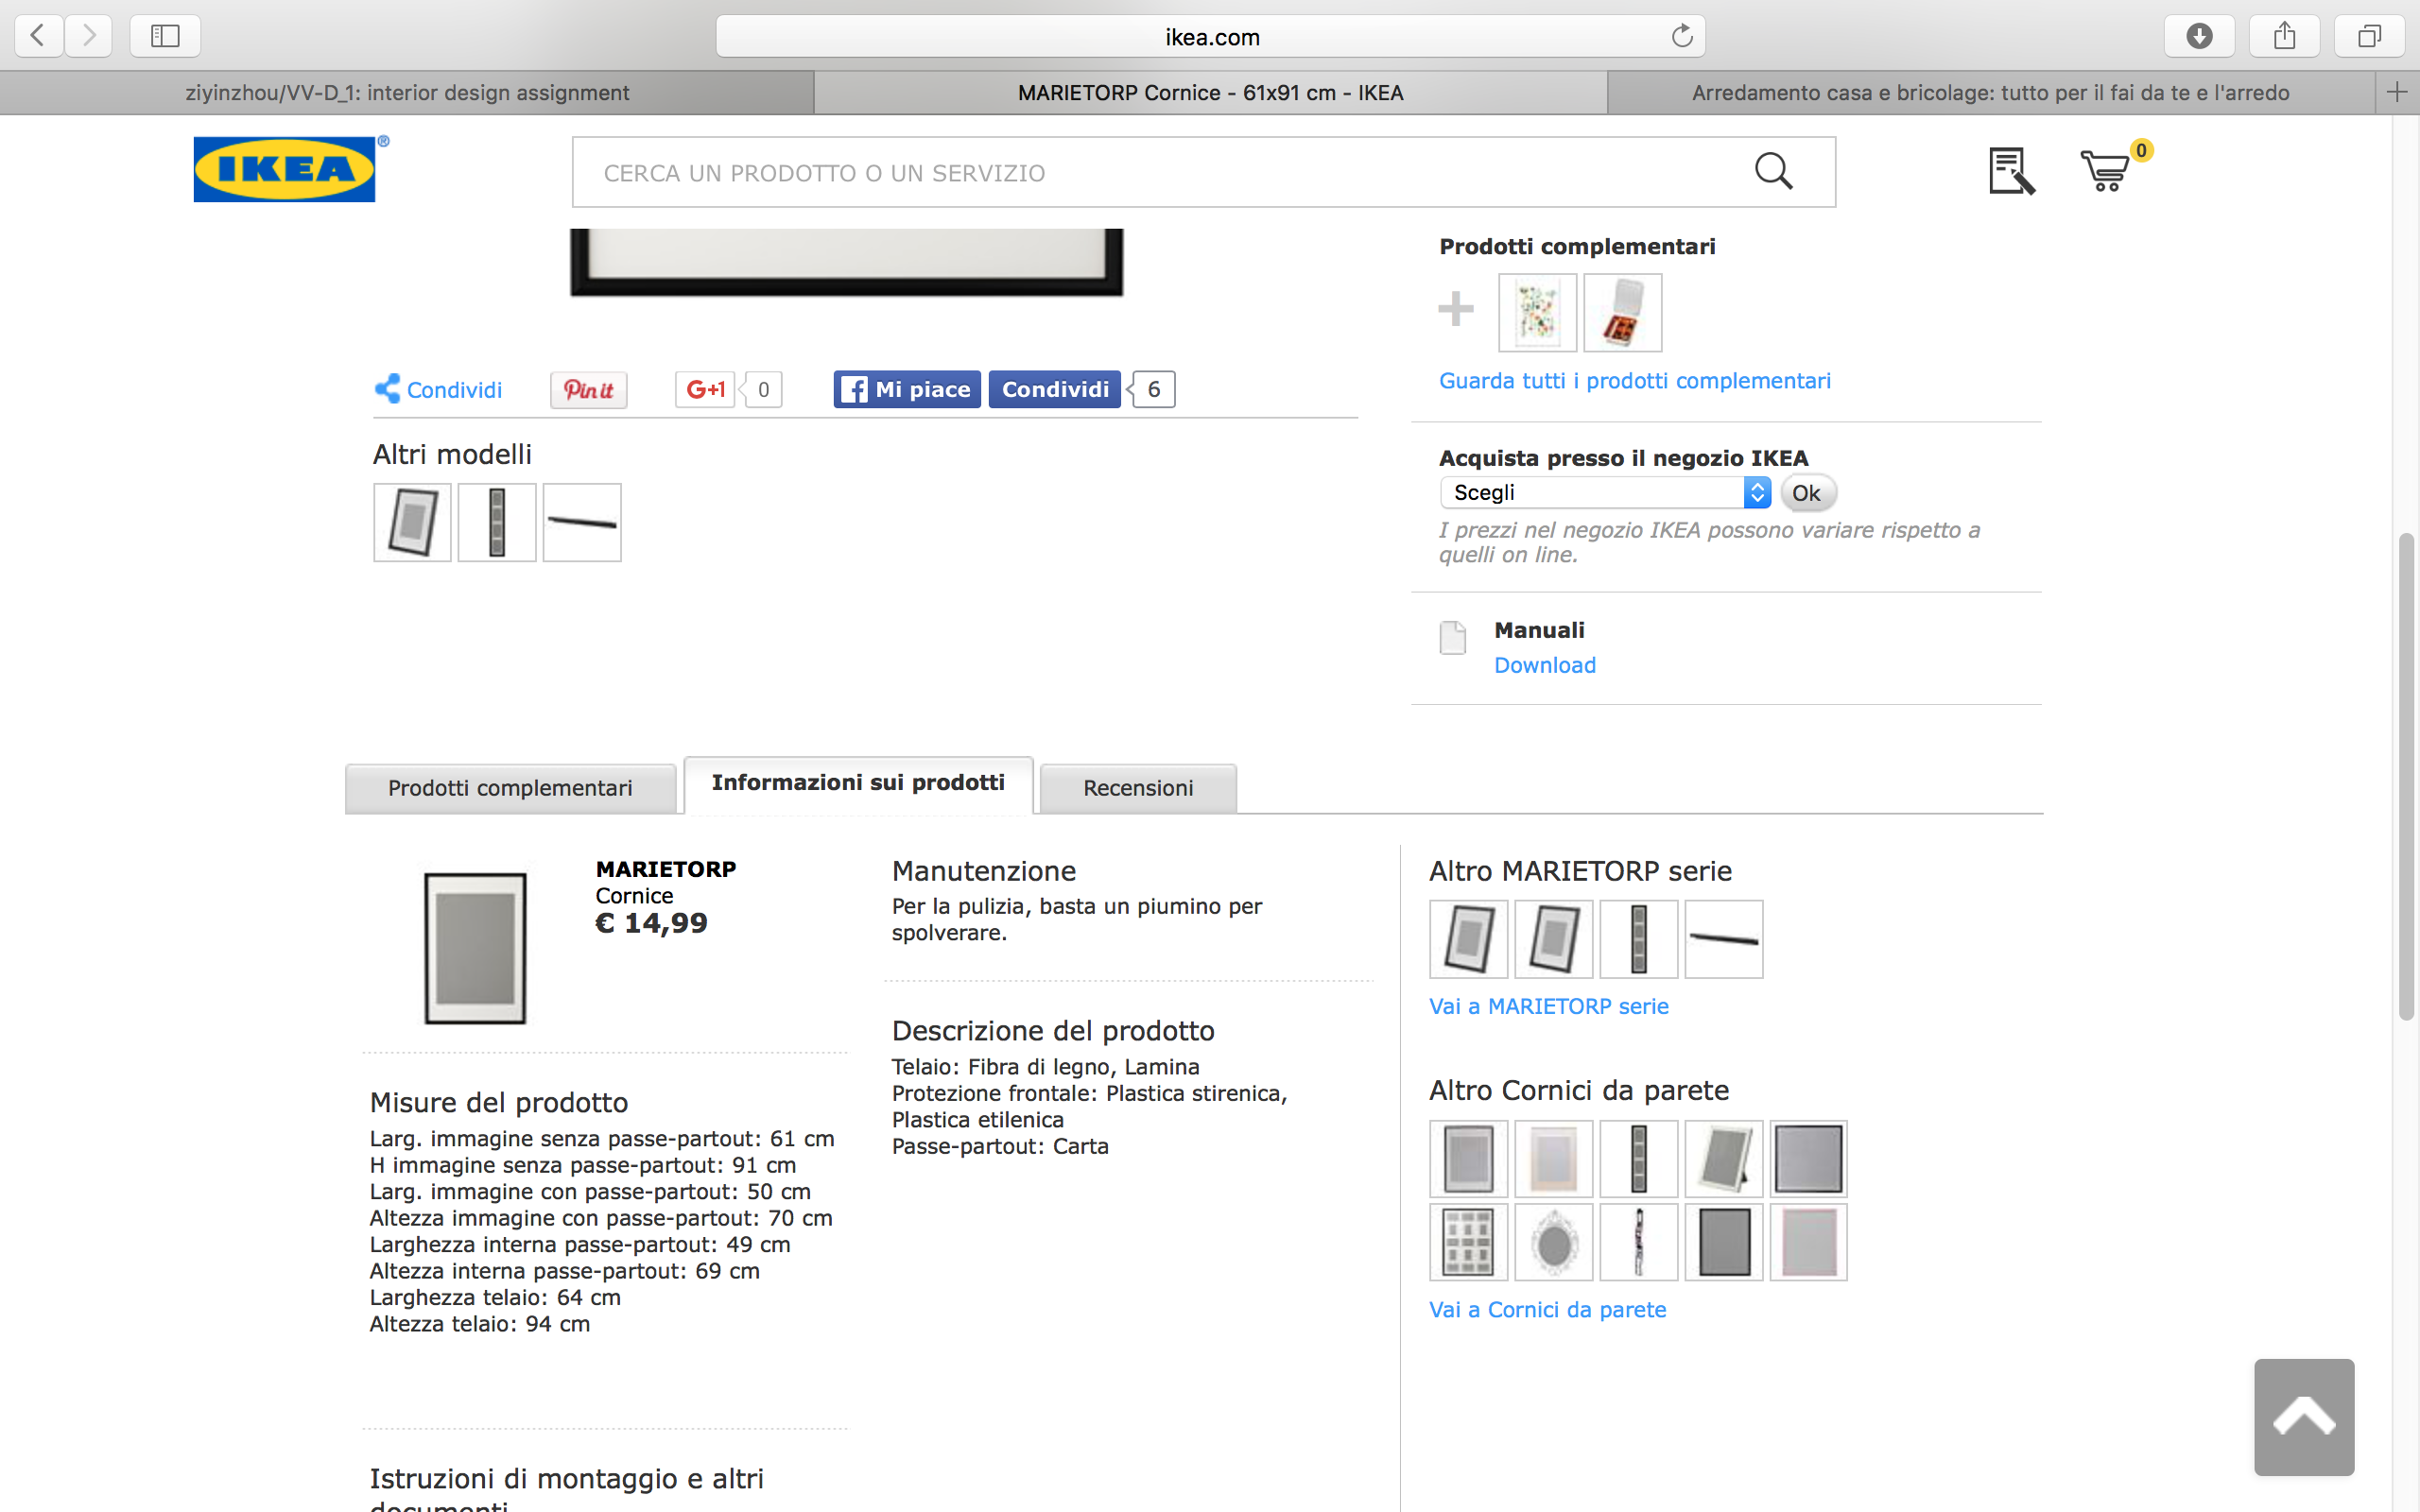 ikea.com
ziyinzhou/VV-D_1: interior design assignment
MARIETORP Cornice - 61x91 cm - IKEA
Arredamento casa e bricolage: tutto per il fai da te e l'arredo
IKEA
®
CERCA UN PRODOTTO O UN SERVIZIO
0
Prodotti complementari
Guarda tutti i prodotti complementari
Condividi
Pin it
G+1
0
Mi piace
Condividi
6
Altri modelli
Acquista presso il negozio IKEA
Scegli
Ok
I prezzi nel negozio IKEA possono variare rispetto a
quelli on line.
Manuali
Download
Prodotti complementari
Informazioni sui prodotti
Recensioni
MARIETORP
Cornice
€ 14,99
Misure del prodotto
Larg. immagine senza passe-partout: 61 cm
H immagine senza passe-partout: 91 cm
Larg. immagine con passe-partout: 50 cm
Altezza immagine con passe-partout: 70 cm
Larghezza interna passe-partout: 49 cm
Altezza interna passe-partout: 69 cm
Larghezza telaio: 64 cm
Altezza telaio: 94 cm
Istruzioni di montaggio e altri
documenti
Manutenzione
Per la pulizia, basta un piumino per
spolverare.
Descrizione del prodotto
Telaio: Fibra di legno, Lamina
Protezione frontale: Plastica stirenica,
Plastica etilenica
Passe-partout: Carta
Altro MARIETORP serie
Vai a MARIETORP serie
Altro Cornici da parete
Vai a Cornici da parete